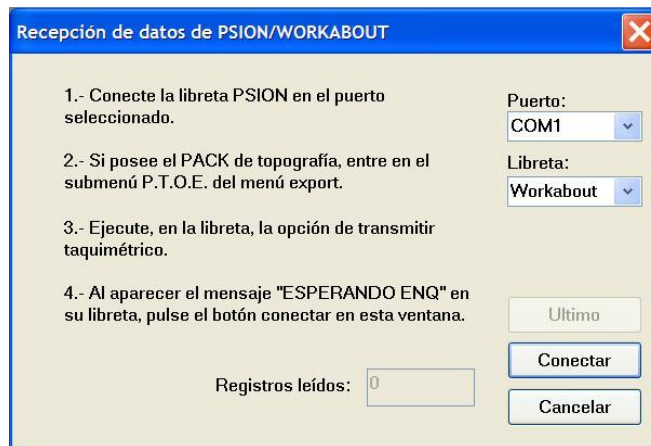 Recepción de datos de PSION/WORKABOUT
1.- Conecte la libreta PSION en el puerto
seleccionado.
2.- Si posee el PACK de topografía, entre en el
submenú P.T.O.E. del menú export.
3.- Ejecute, en la libreta, la opción de transmitir
taquimétrico.
4.- Al aparecer el mensaje "ESPERANDO ENQ" en
su libreta, pulse el botón conectar en esta ventana.
Registros leídos: 0
Puerto:
COM1
Libreta:
Workabout
Ultimo
Conectar
Cancelar